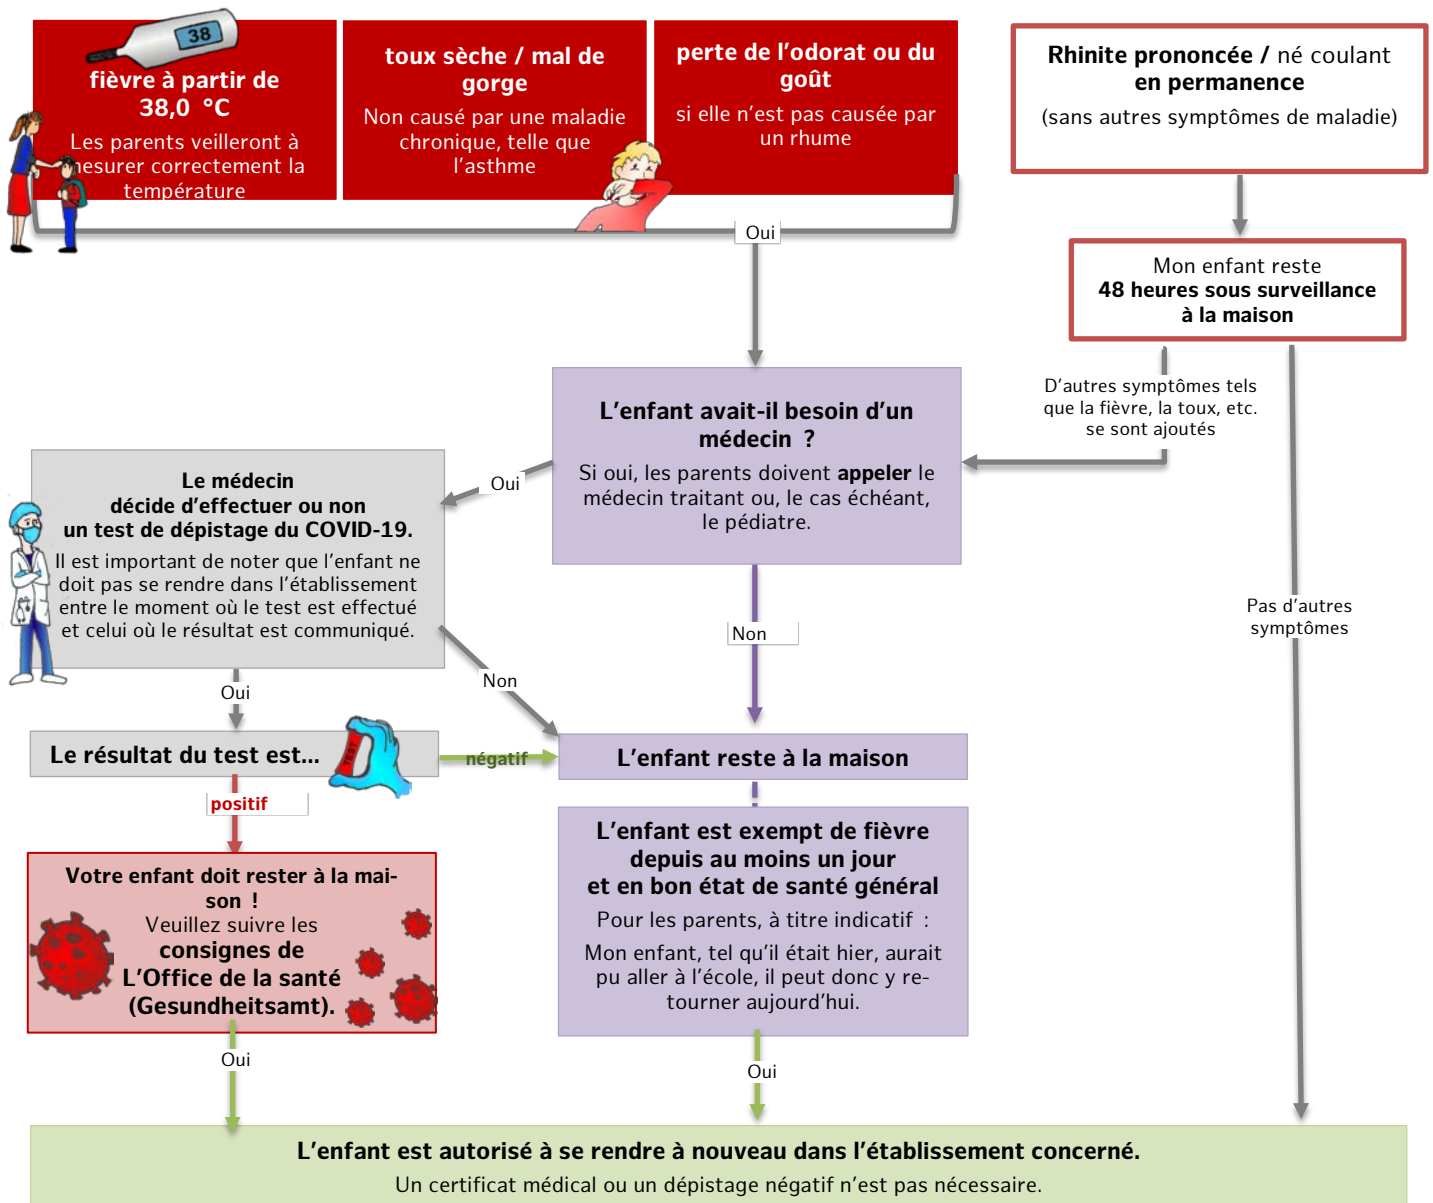 38
fièvre à partir de
38,0 °C
Les parents veilleront à
mesurer correctement la
température
toux sèche / mal de
gorge
Non causé par une maladie
chronique, telle que
l'asthme
perte de l'odorat ou du
goût
si elle n'est pas causée par
un rhume
Rhinite prononcée / né coulant
en permanence
(sans autres symptômes de maladie)
Oui
Mon enfant reste
48 heures sous surveillance
à la maison
D'autres symptômes tels
que la fièvre, la toux, etc.
se sont ajoutés
L'enfant avait-il besoin d'un
médecin ?
Si oui, les parents doivent appeler le
médecin traitant ou, le cas échéant,
le pédiatre.
Oui
Le médecin
décide d'effectuer ou non
un test de dépistage du COVID-19.
Il est important de noter que l'enfant ne
doit pas se rendre dans l'établissement
entre le moment où le test est effectué
et celui où le résultat est communiqué.
Pas d'autres
symptômes
Non
Non
Oui
Le résultat du test est...
TEST
négatif
L'enfant reste à la maison
positif
L'enfant est exempt de fièvre
depuis au moins un jour
et en bon état de santé général
Pour les parents, à titre indicatif :
Mon enfant, tel qu'il était hier, aurait
pu aller à l'école, il peut donc y re-
tourner aujourd'hui.
Votre enfant doit rester à la mai-
son !
Veuillez suivre les
consignes de
L'Office de la santé
(Gesundheitsamt).
Oui
Oui
L'enfant est autorisé à se rendre à nouveau dans l'établissement concerné.
Un certificat médical ou un dépistage négatif n'est pas nécessaire.